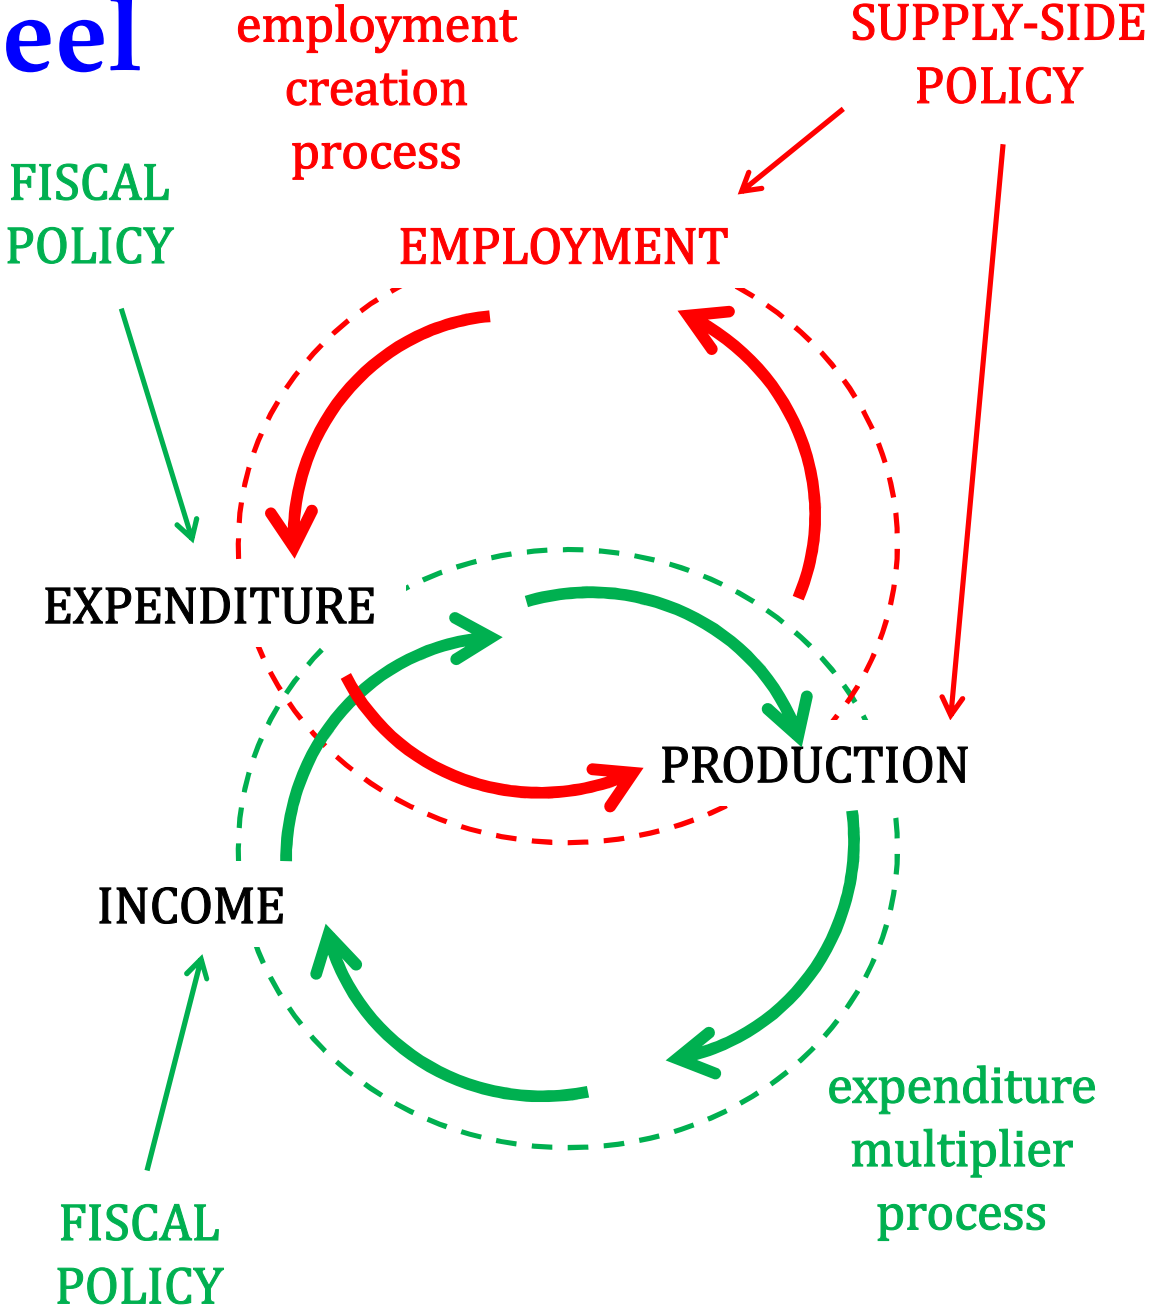 eel
employment
creation
process
SUPPLY-SIDE
POLICY
FISCAL
POLICY
EMPLOYMENT
EXPENDITURE
PRODUCTION
INCOME
expenditure
multiplier
process
FISCAL
POLICY